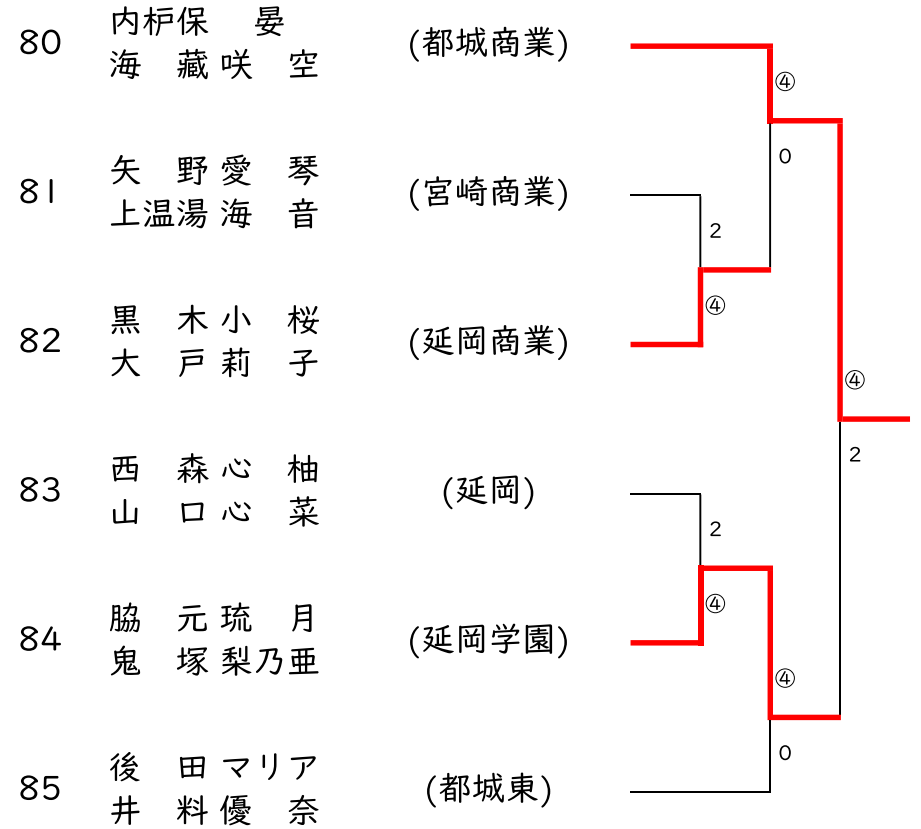 80 内枦保 晏 (都城商業)
海 藏 咲 空
④
0
81 矢 野 愛 琴 (宮崎商業)
上温湯 海 音
2
④
82 黒 木 小 桜 (延岡商業)
大 戸 莉 子
④
2
83 西 森 心 柚 (延岡)
山 口 心 菜
2
④
84 脇 元 琉 月 (延岡学園)
鬼 塚 梨乃亜
④
0
85 後 田 マリア (都城東)
井 料 優 奈